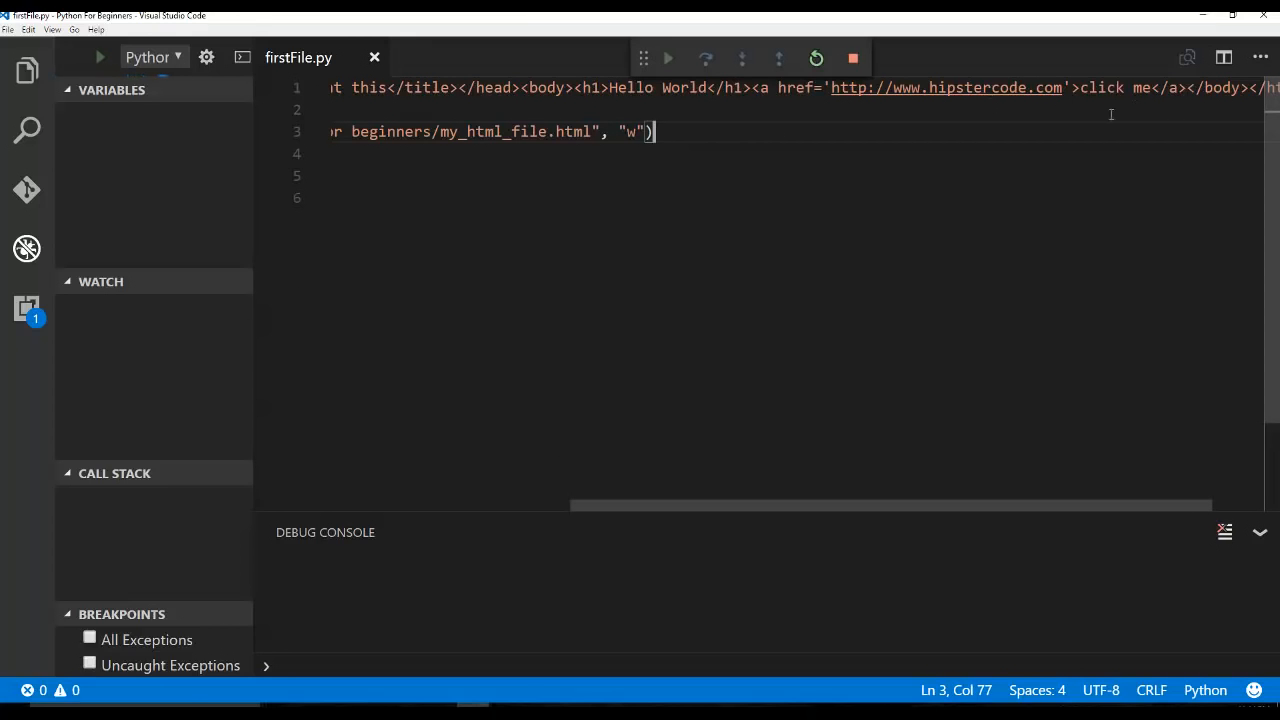 firstFile.py - Python For Beginners - Visual Studio Code
File Edit View Go Help
Python
firstFile.py
VARIABLES
1 nt this</title></head><body><h1>Hello World</h1><a href='http://www.hipstercode.com'>click me</a></body></ht
2
3 or beginners/my_html_file.html", "w")
4
5
6
WATCH
CALL STACK
DEBUG CONSOLE
BREAKPOINTS
All Exceptions
Uncaught Exceptions
1
0 0
Ln 3, Col 77 Spaces: 4 UTF-8 CRLF Python